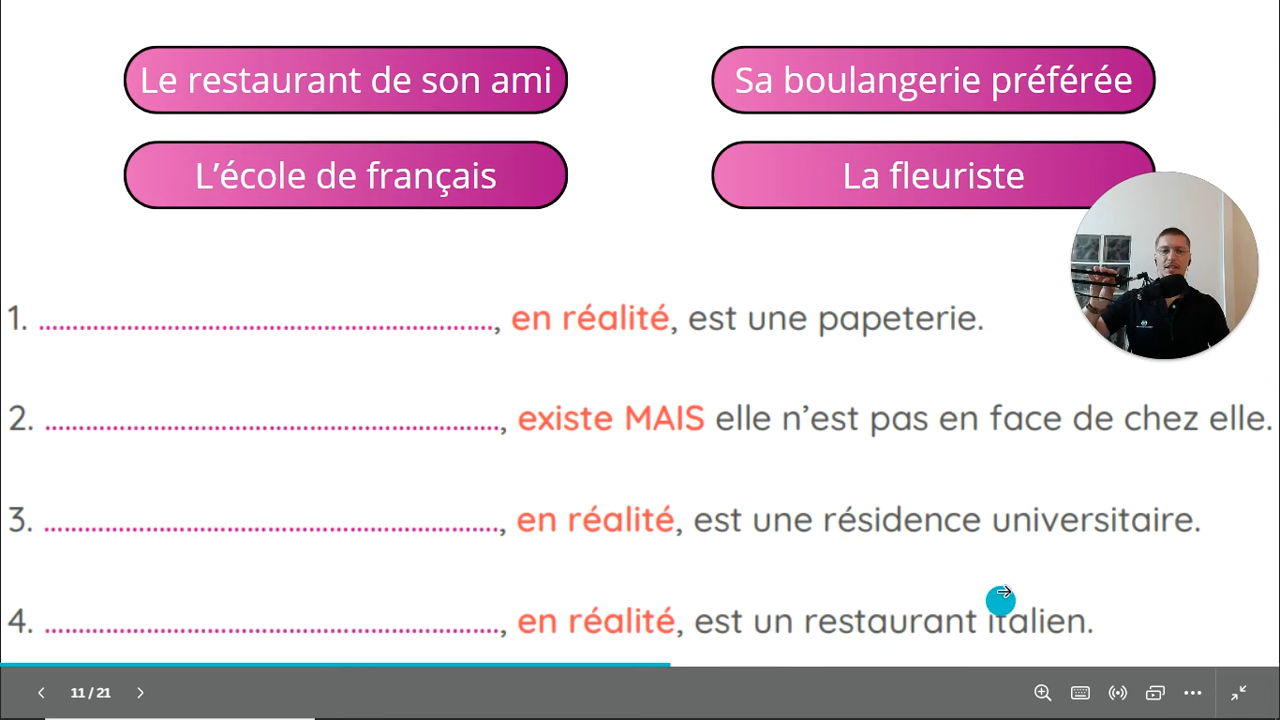 Le restaurant de son ami
Sa boulangerie préférée
L’école de français
La fleuriste
1. ......................................................, en réalité, est une papeterie.
2. ......................................................, existe MAIS elle n’est pas en face de chez elle.
3. ......................................................, en réalité, est une résidence universitaire.
4. ......................................................, en réalité, est un restaurant italien.
11 / 21